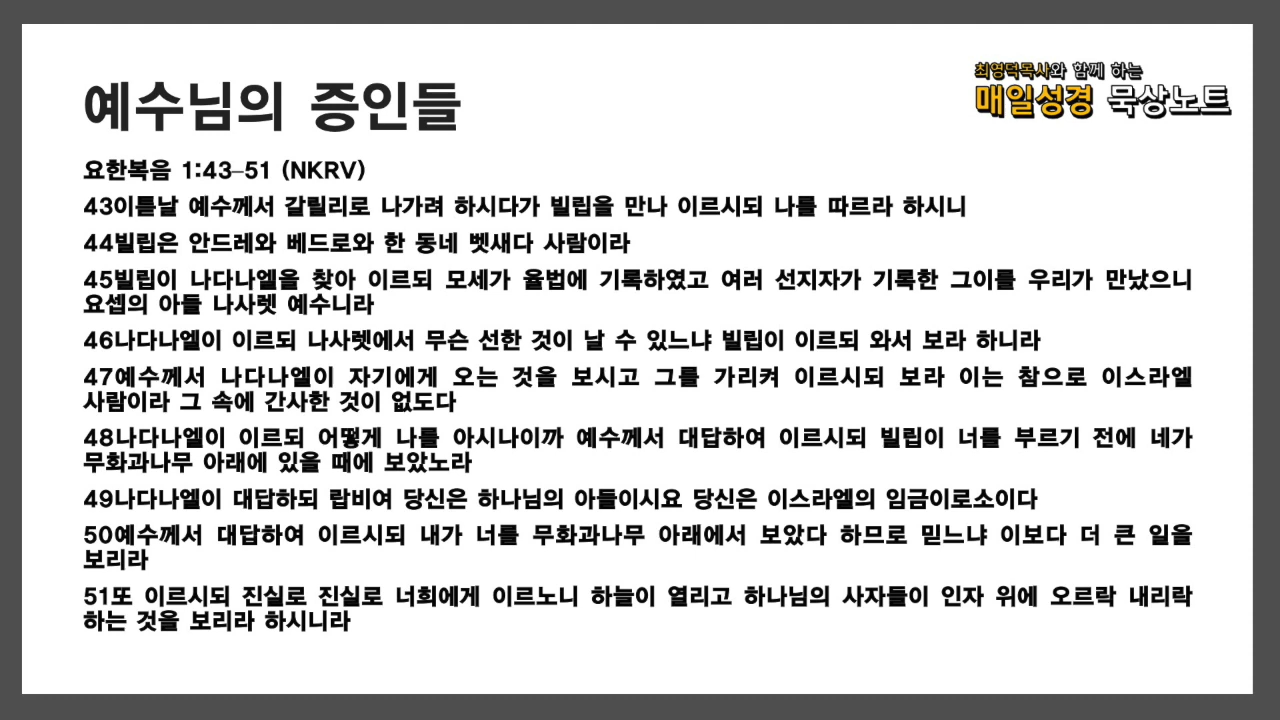 최영덕목사와 함께 하는
매일성경 묵상노트
예수님의 증인들
요한복음 1:43–51 (NKRV)
43이튿날 예수께서 갈릴리로 나가려 하시다가 빌립을 만나 이르시되 나를 따르라 하시니
44빌립은 안드레와 베드로와 한 동네 벳새다 사람이라
45빌립이 나다나엘을 찾아 이르되 모세가 율법에 기록하였고 여러 선지자가 기록한 그이를 우리가 만났으니
요셉의 아들 나사렛 예수니라
46나다나엘이 이르되 나사렛에서 무슨 선한 것이 날 수 있느냐 빌립이 이르되 와서 보라 하니라
47예수께서 나다나엘이 자기에게 오는 것을 보시고 그를 가리켜 이르시되 보라 이는 참으로 이스라엘
사람이라 그 속에 간사한 것이 없도다
48나다나엘이 이르되 어떻게 나를 아시나이까 예수께서 대답하여 이르시되 빌립이 너를 부르기 전에 네가
무화과나무 아래에 있을 때에 보았노라
49나다나엘이 대답하되 랍비여 당신은 하나님의 아들이시요 당신은 이스라엘의 임금이로소이다
50예수께서 대답하여 이르시되 내가 너를 무화과나무 아래에서 보았다 하므로 믿느냐 이보다 더 큰 일을
보리라
51또 이르시되 진실로 진실로 너희에게 이르노니 하늘이 열리고 하나님의 사자들이 인자 위에 오르락 내리락
하는 것을 보리라 하시니라